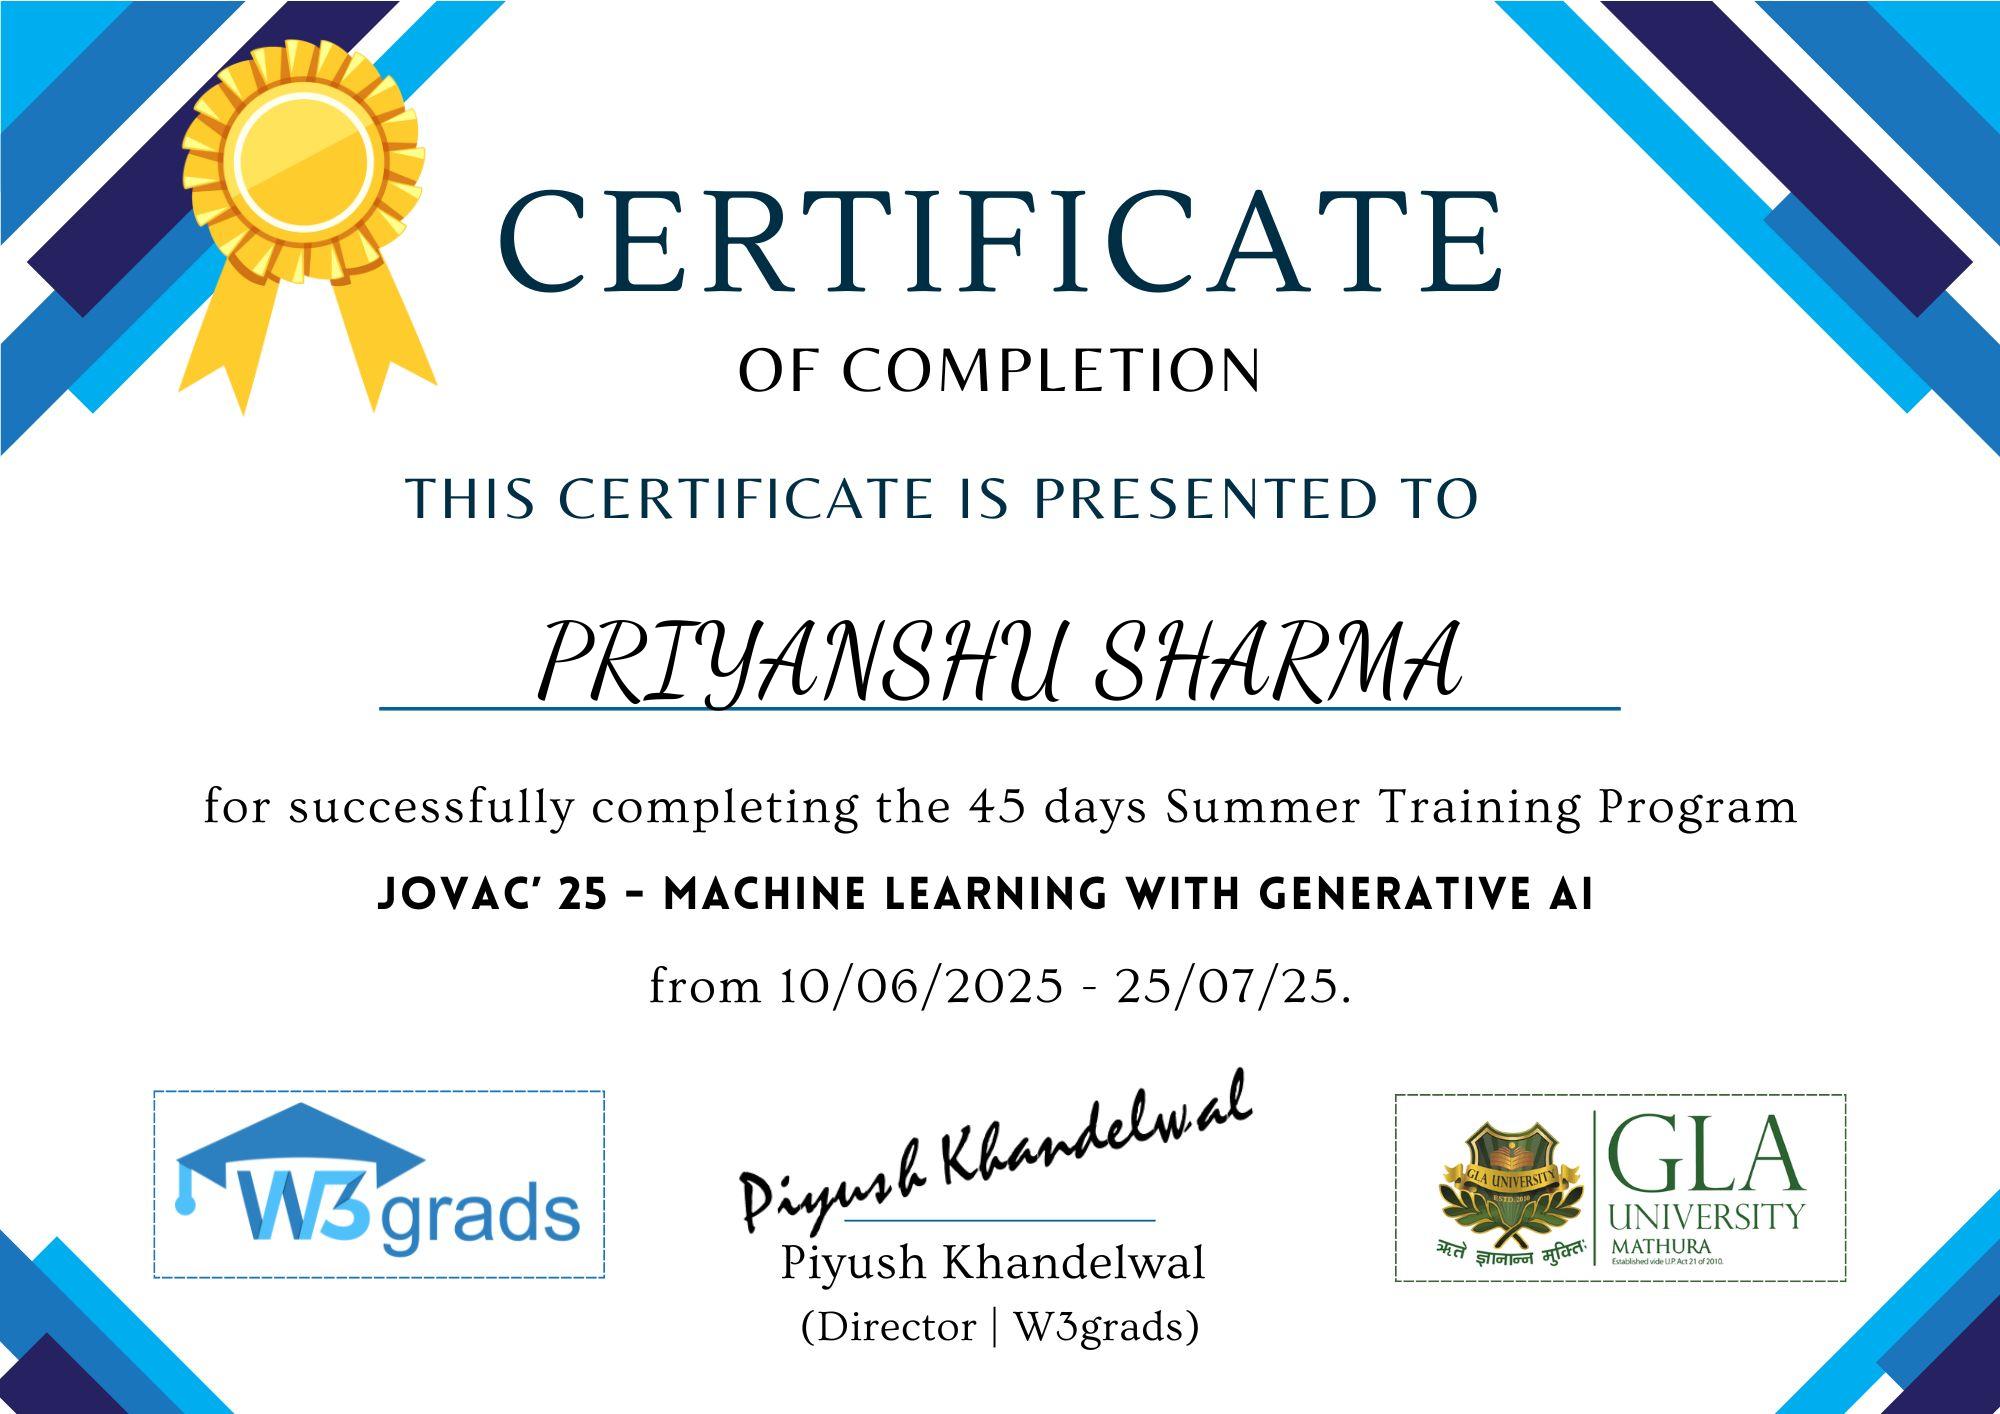 CERTIFICATE
OF COMPLETION
THIS CERTIFICATE IS PRESENTED TO
PRIYANSHU SHARMA
for successfully completing the 45 days Summer Training Program
JOVAC' 25 - MACHINE LEARNING WITH GENERATIVE AI
from 10/06/2025 - 25/07/25.
W3grads
Piyush Khandelwal
Piyush Khandelwal
(Director | W3grads)
GLA UNIVERSITY
ESTD. 2010
ऋते ज्ञानान्न मुक्तिः
GLA
UNIVERSITY
MATHURA
Established vide U.P. Act 21 of 2010.